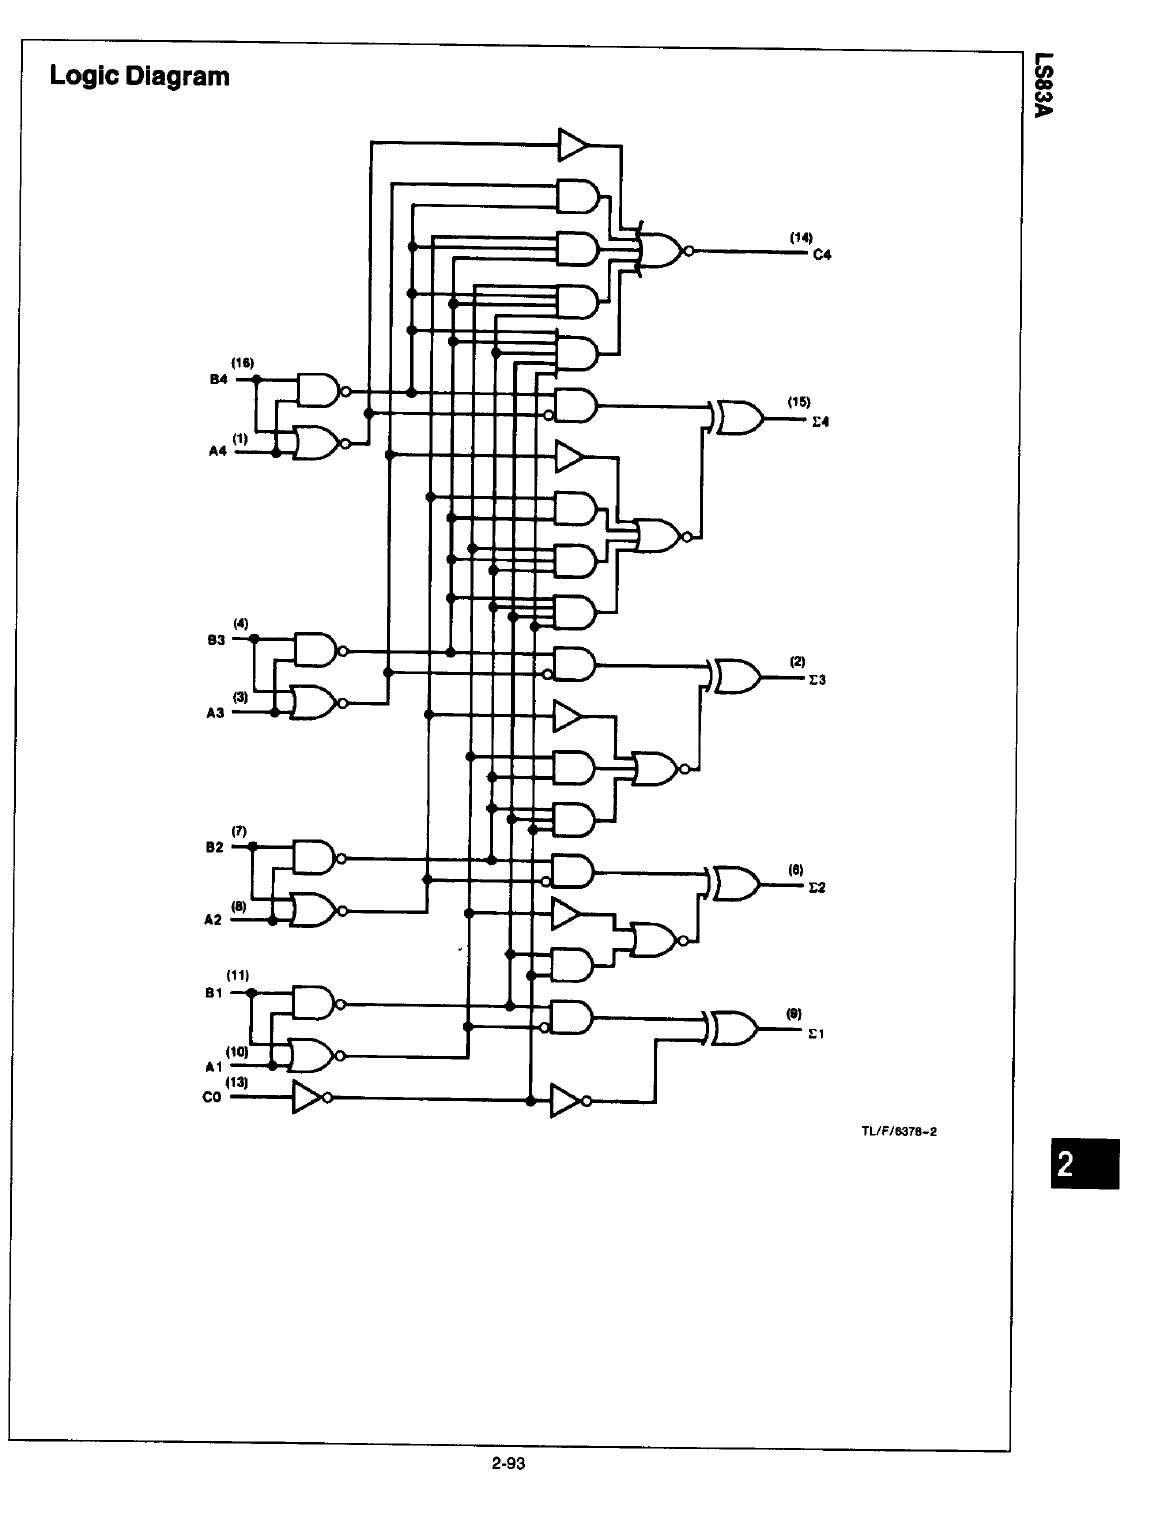 LS83A
Logic Diagram
(14)
C4
(16)
B4
(15)
Σ4
(1)
A4
(4)
B3
(2)
Σ3
(3)
A3
(7)
B2
(6)
Σ2
(8)
A2
(11)
B1
(9)
Σ1
(10)
A1
(13)
C0
TL/F/6378-2
2
2-93